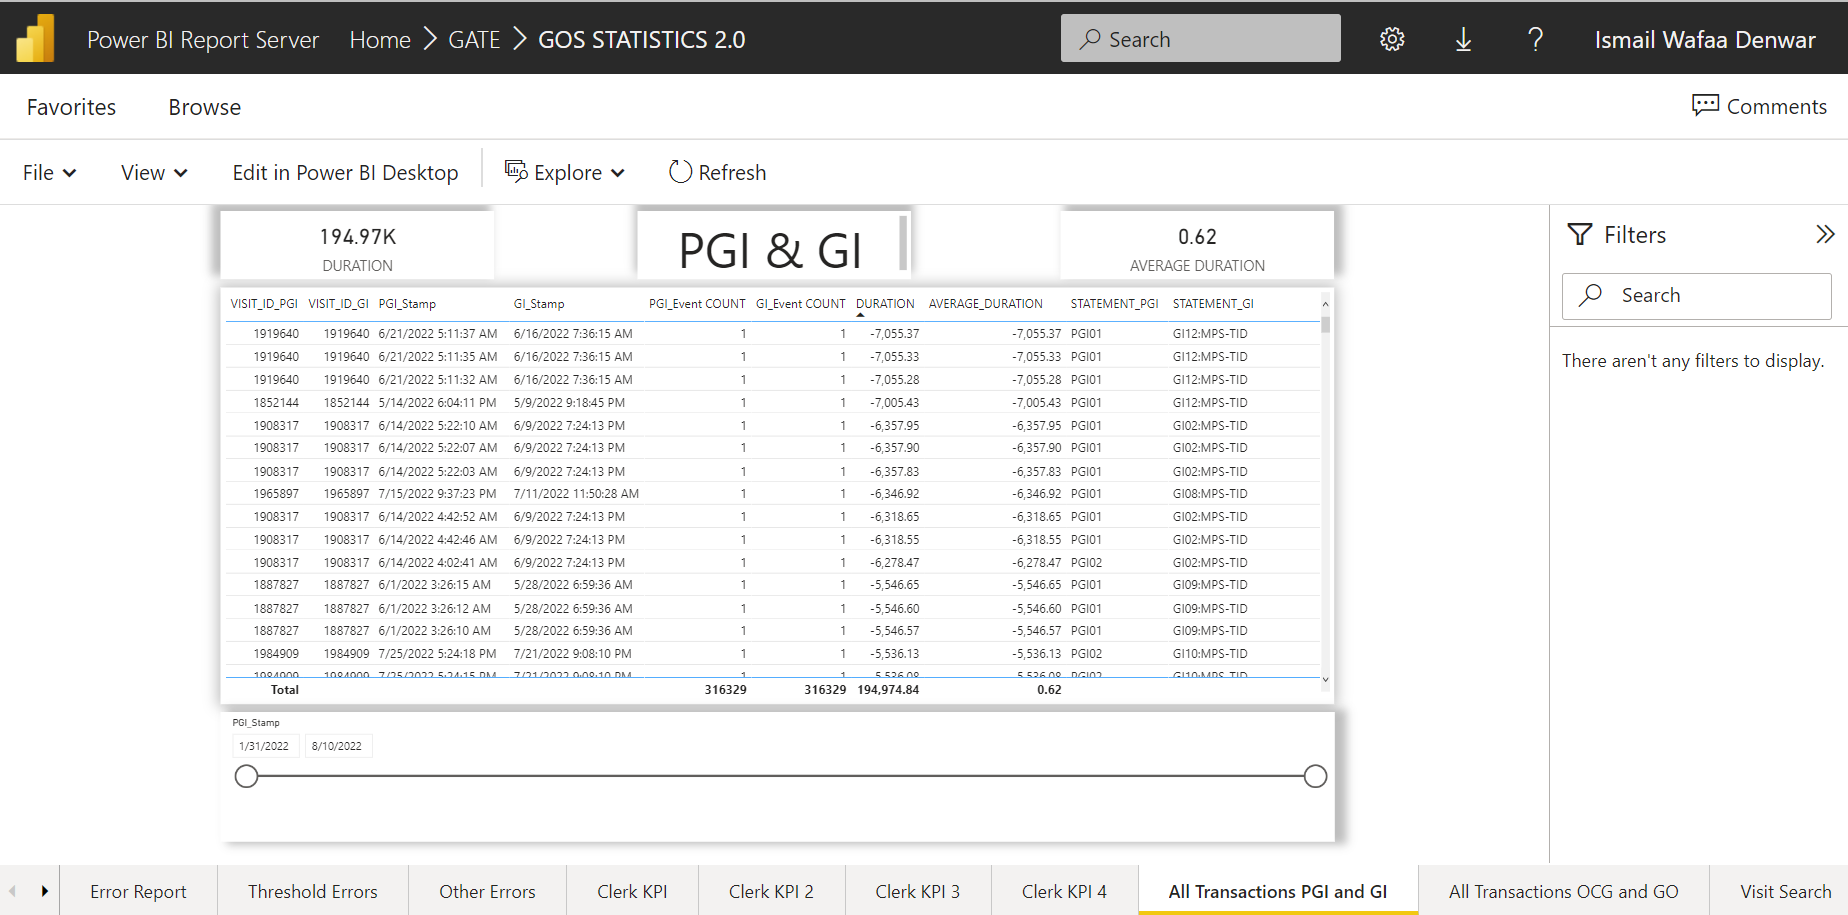 Power BI Report Server Home GATE GOS STATISTICS 2.0 Search ? Ismail Wafaa Denwar
Favorites Browse Comments
File View Edit in Power BI Desktop Explore Refresh
194.97K
DURATION
PGI & GI
0.62
AVERAGE DURATION
VISIT_ID_PGI VISIT_ID_GI PGI_Stamp GI_Stamp PGI_Event COUNT GI_Event COUNT DURATION AVERAGE_DURATION STATEMENT_PGI STATEMENT_GI
1919640 1919640 6/21/2022 5:11:37 AM 6/16/2022 7:36:15 AM 1 1 -7,055.37 -7,055.37 PGI01 GI12:MPS-TID
1919640 1919640 6/21/2022 5:11:35 AM 6/16/2022 7:36:15 AM 1 1 -7,055.33 -7,055.33 PGI01 GI12:MPS-TID
1919640 1919640 6/21/2022 5:11:32 AM 6/16/2022 7:36:15 AM 1 1 -7,055.28 -7,055.28 PGI01 GI12:MPS-TID
1852144 1852144 5/14/2022 6:04:11 PM 5/9/2022 9:18:45 PM 1 1 -7,005.43 -7,005.43 PGI01 GI12:MPS-TID
1908317 1908317 6/14/2022 5:22:10 AM 6/9/2022 7:24:13 PM 1 1 -6,357.95 -6,357.95 PGI01 GI02:MPS-TID
1908317 1908317 6/14/2022 5:22:07 AM 6/9/2022 7:24:13 PM 1 1 -6,357.90 -6,357.90 PGI01 GI02:MPS-TID
1908317 1908317 6/14/2022 5:22:03 AM 6/9/2022 7:24:13 PM 1 1 -6,357.83 -6,357.83 PGI01 GI02:MPS-TID
1965897 1965897 7/15/2022 9:37:23 PM 7/11/2022 11:50:28 AM 1 1 -6,346.92 -6,346.92 PGI01 GI08:MPS-TID
1908317 1908317 6/14/2022 4:42:52 AM 6/9/2022 7:24:13 PM 1 1 -6,318.65 -6,318.65 PGI01 GI02:MPS-TID
1908317 1908317 6/14/2022 4:42:46 AM 6/9/2022 7:24:13 PM 1 1 -6,318.55 -6,318.55 PGI01 GI02:MPS-TID
1908317 1908317 6/14/2022 4:02:41 AM 6/9/2022 7:24:13 PM 1 1 -6,278.47 -6,278.47 PGI02 GI02:MPS-TID
1887827 1887827 6/1/2022 3:26:15 AM 5/28/2022 6:59:36 AM 1 1 -5,546.65 -5,546.65 PGI01 GI09:MPS-TID
1887827 1887827 6/1/2022 3:26:12 AM 5/28/2022 6:59:36 AM 1 1 -5,546.60 -5,546.60 PGI01 GI09:MPS-TID
1887827 1887827 6/1/2022 3:26:10 AM 5/28/2022 6:59:36 AM 1 1 -5,546.57 -5,546.57 PGI01 GI09:MPS-TID
1984909 1984909 7/25/2022 5:24:18 PM 7/21/2022 9:08:10 PM 1 1 -5,536.13 -5,536.13 PGI02 GI10:MPS-TID
1984909 1984909 7/25/2022 5:24:15 PM 7/21/2022 9:08:10 PM 1 1 -5,536.08 -5,536.08 PGI02 GI10:MPS-TID
Total 316329 316329 194,974.84 0.62
PGI_Stamp
1/31/2022 8/10/2022
Filters
Search
There aren't any filters to display.
Error Report Threshold Errors Other Errors Clerk KPI Clerk KPI 2 Clerk KPI 3 Clerk KPI 4 All Transactions PGI and GI All Transactions OCG and GO Visit Search